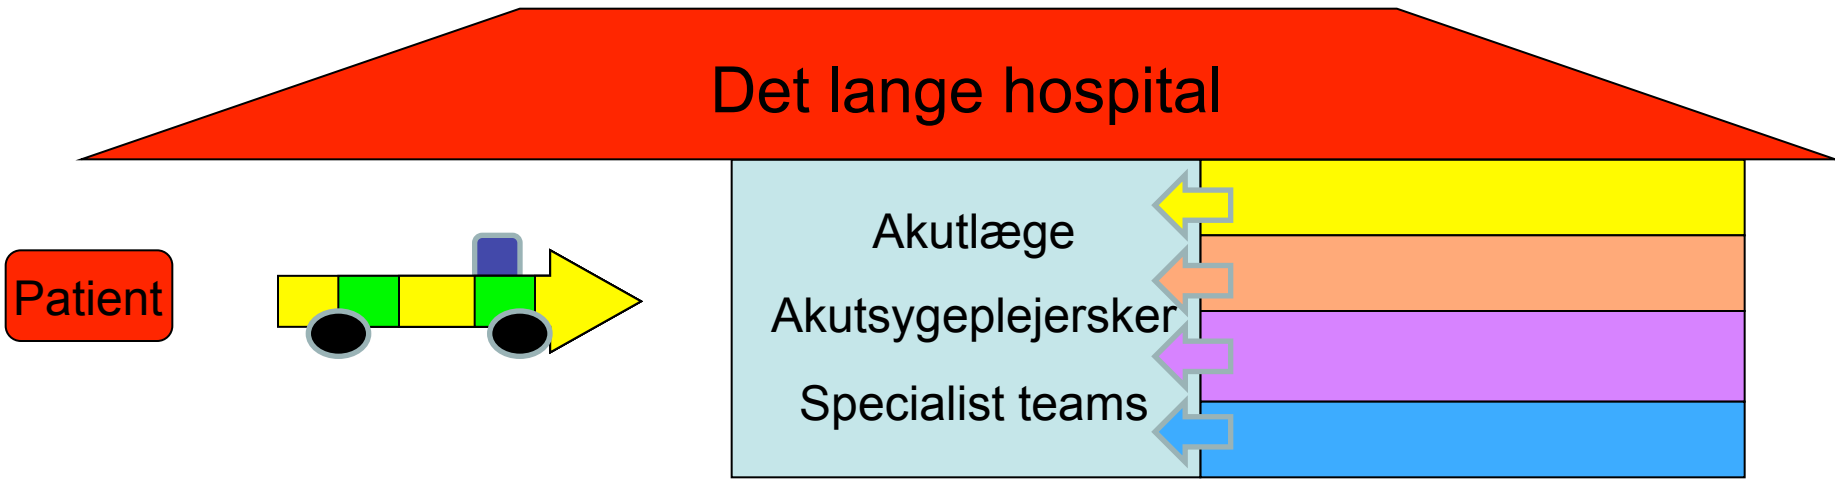 Det lange hospital
Akutlæge
Patient
Akutsygeplejersker
Specialist teams